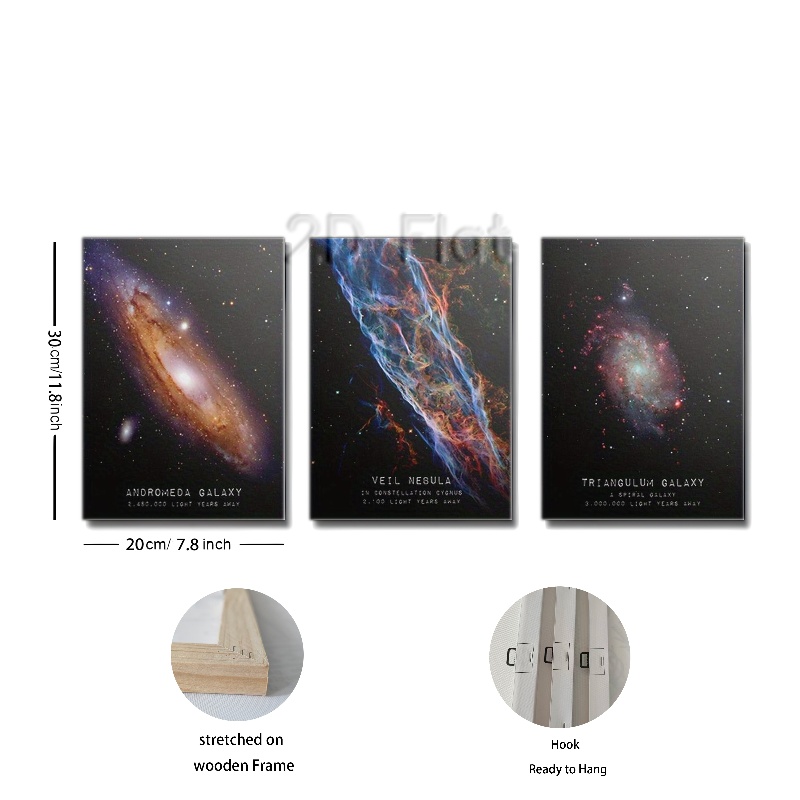 2D Flat
30cm/11.8inch
ANDROMEDA GALAXY
2.450.000 LIGHT YEARS AWAY
VEIL NEBULA
IN CONSTELLATION CYGNUS
2.100 LIGHT YEARS AWAY
TRIANGULUM GALAXY
A SPIRAL GALAXY
3.000.000 LIGHT YEARS AWAY
20cm/ 7.8 inch
stretched on
wooden Frame
Hook
Ready to Hang